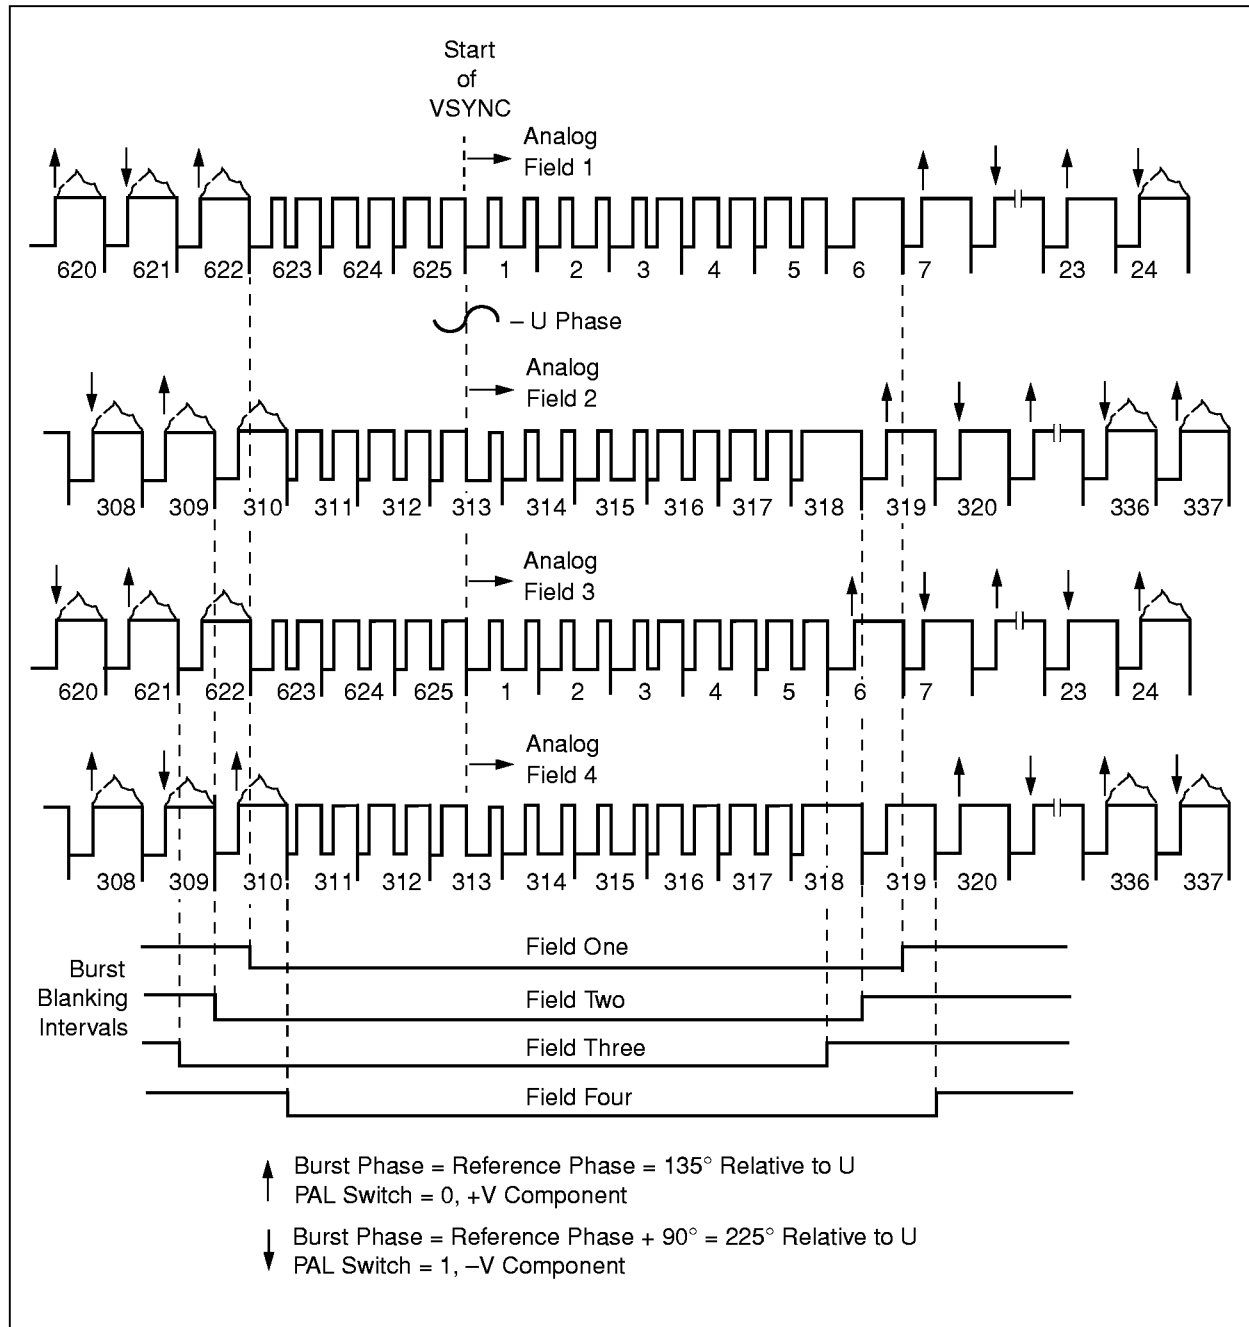 Start
of
VSYNC
Analog
Field 1
620 621 622 623 624 625 1 2 3 4 5 6 7 23 24
– U Phase
Analog
Field 2
308 309 310 311 312 313 314 315 316 317 318 319 320 336 337
Analog
Field 3
620 621 622 623 624 625 1 2 3 4 5 6 7 23 24
Analog
Field 4
308 309 310 311 312 313 314 315 316 317 318 319 320 336 337
Burst
Blanking
Intervals
Field One
Field Two
Field Three
Field Four
Burst Phase = Reference Phase = 135° Relative to U
PAL Switch = 0, +V Component
Burst Phase = Reference Phase + 90° = 225° Relative to U
PAL Switch = 1, –V Component